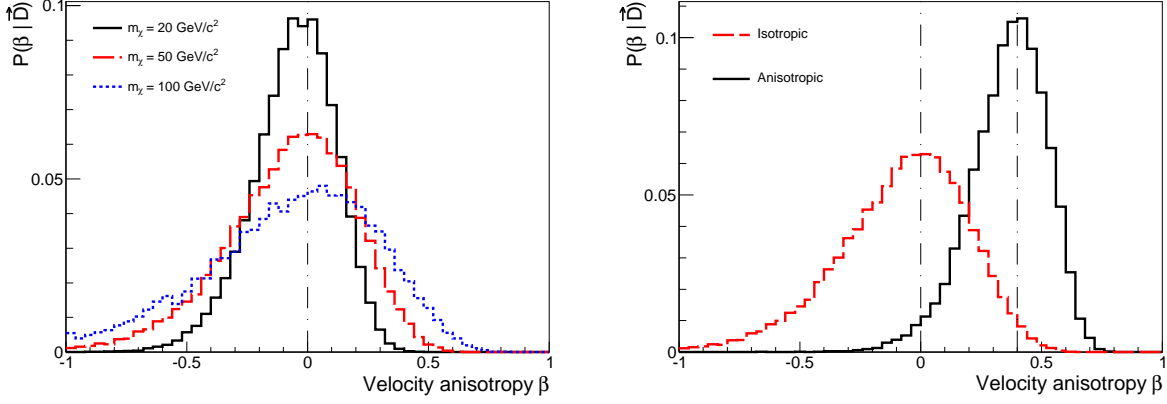 P(β | D⃗)
0.1
0.05
0
m_χ = 20 GeV/c²
m_χ = 50 GeV/c²
m_χ = 100 GeV/c²
-1 -0.5 0 0.5 1
Velocity anisotropy β
P(β | D⃗)
0.1
0.05
0
Isotropic
Anisotropic
-1 -0.5 0 0.5 1
Velocity anisotropy β